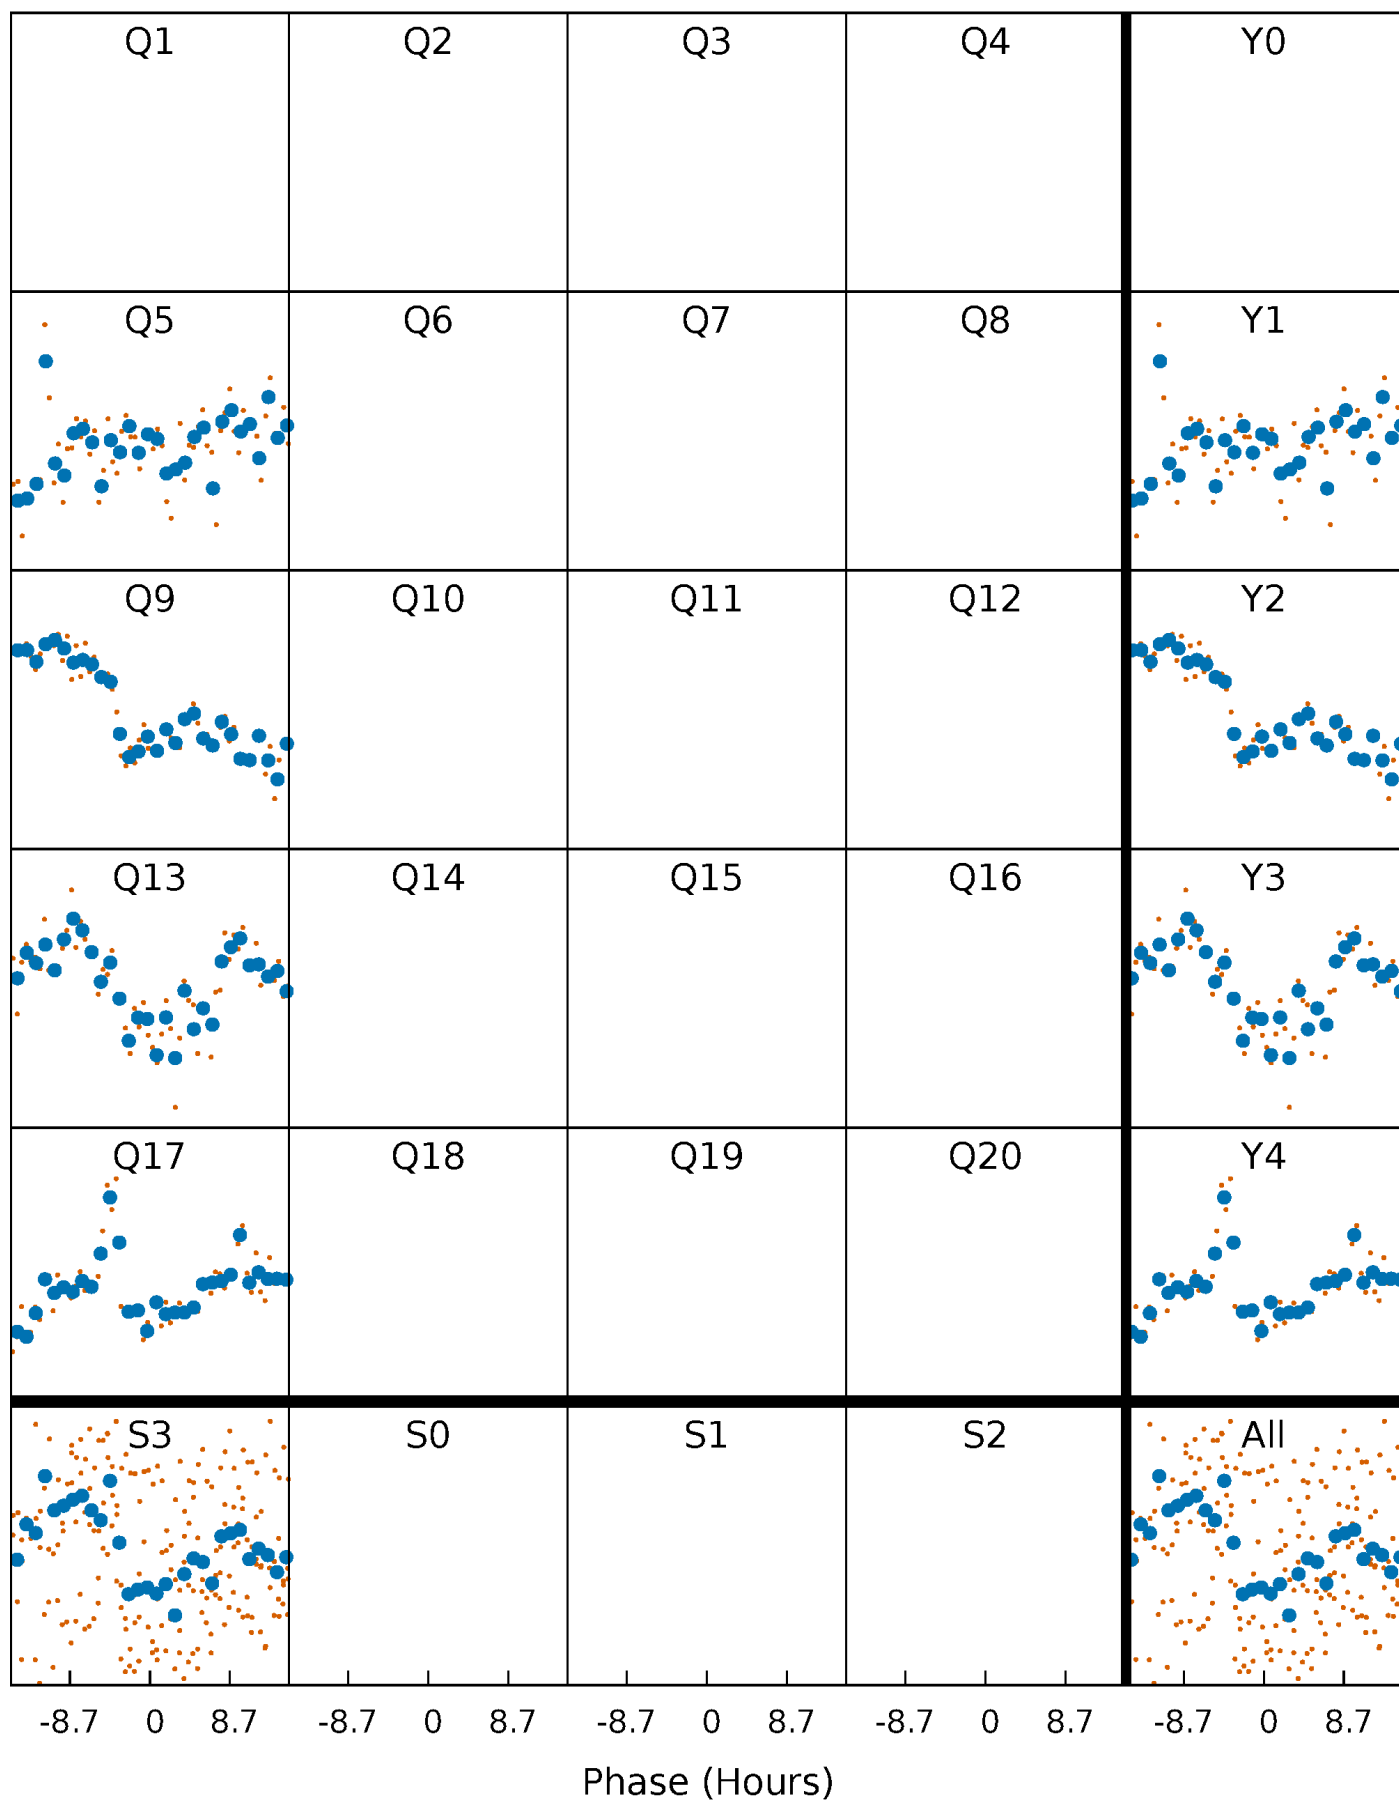 Q1 Q2 Q3 Q4 Y0
Q5 Q6 Q7 Q8 Y1
Q9 Q10 Q11 Q12 Y2
Q13 Q14 Q15 Q16 Y3
Q17 Q18 Q19 Q20 Y4
S3 S0 S1 S2 All
-8.7 0 8.7 -8.7 0 8.7 -8.7 0 8.7 -8.7 0 8.7 -8.7 0 8.7
Phase (Hours)